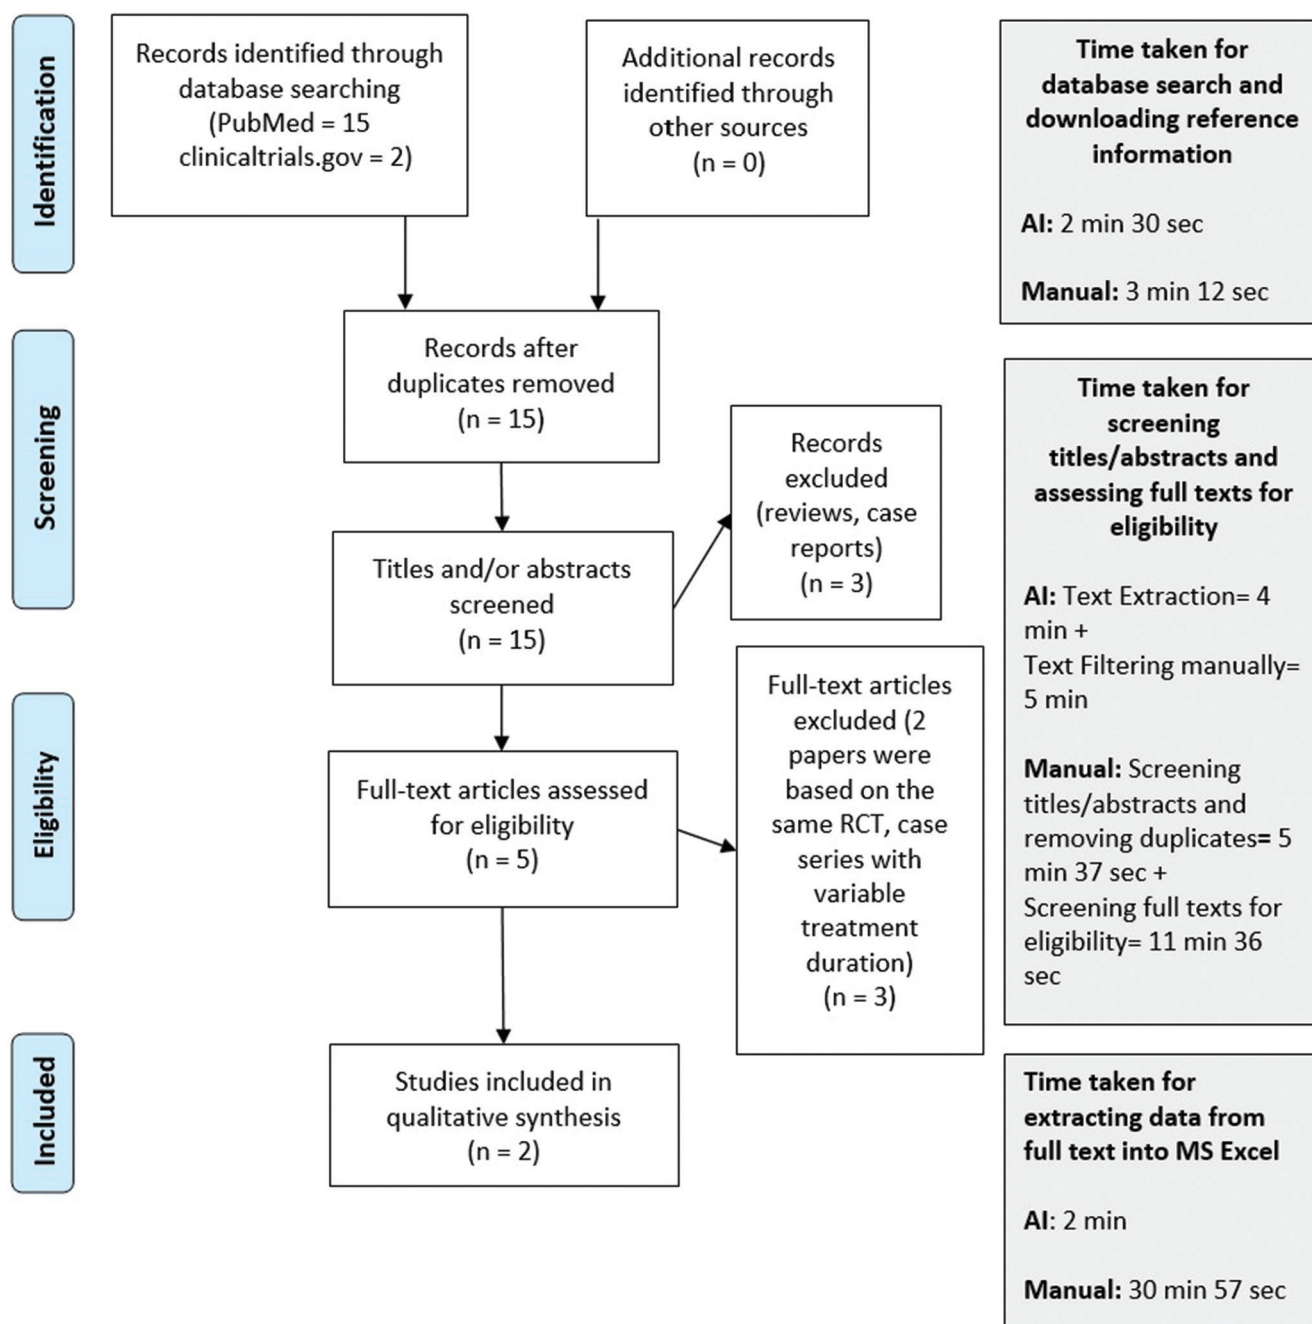 Identification
Records identified through
database searching
(PubMed = 15
clinicaltrials.gov = 2)
Additional records
identified through
other sources
(n = 0)
Time taken for
database search and
downloading reference
information
AI: 2 min 30 sec
Manual: 3 min 12 sec
Screening
Records after
duplicates removed
(n = 15)
Titles and/or abstracts
screened
(n = 15)
Records
excluded
(reviews, case
reports)
(n = 3)
Time taken for
screening
titles/abstracts and
assessing full texts for
eligibility
AI: Text Extraction= 4
min +
Text Filtering manually=
5 min
Manual: Screening
titles/abstracts and
removing duplicates= 5
min 37 sec +
Screening full texts for
eligibility= 11 min 36
sec
Eligibility
Full-text articles assessed
for eligibility
(n = 5)
Full-text articles
excluded (2
papers were
based on the
same RCT, case
series with
variable
treatment
duration)
(n = 3)
Included
Studies included in
qualitative synthesis
(n = 2)
Time taken for
extracting data from
full text into MS Excel
AI: 2 min
Manual: 30 min 57 sec